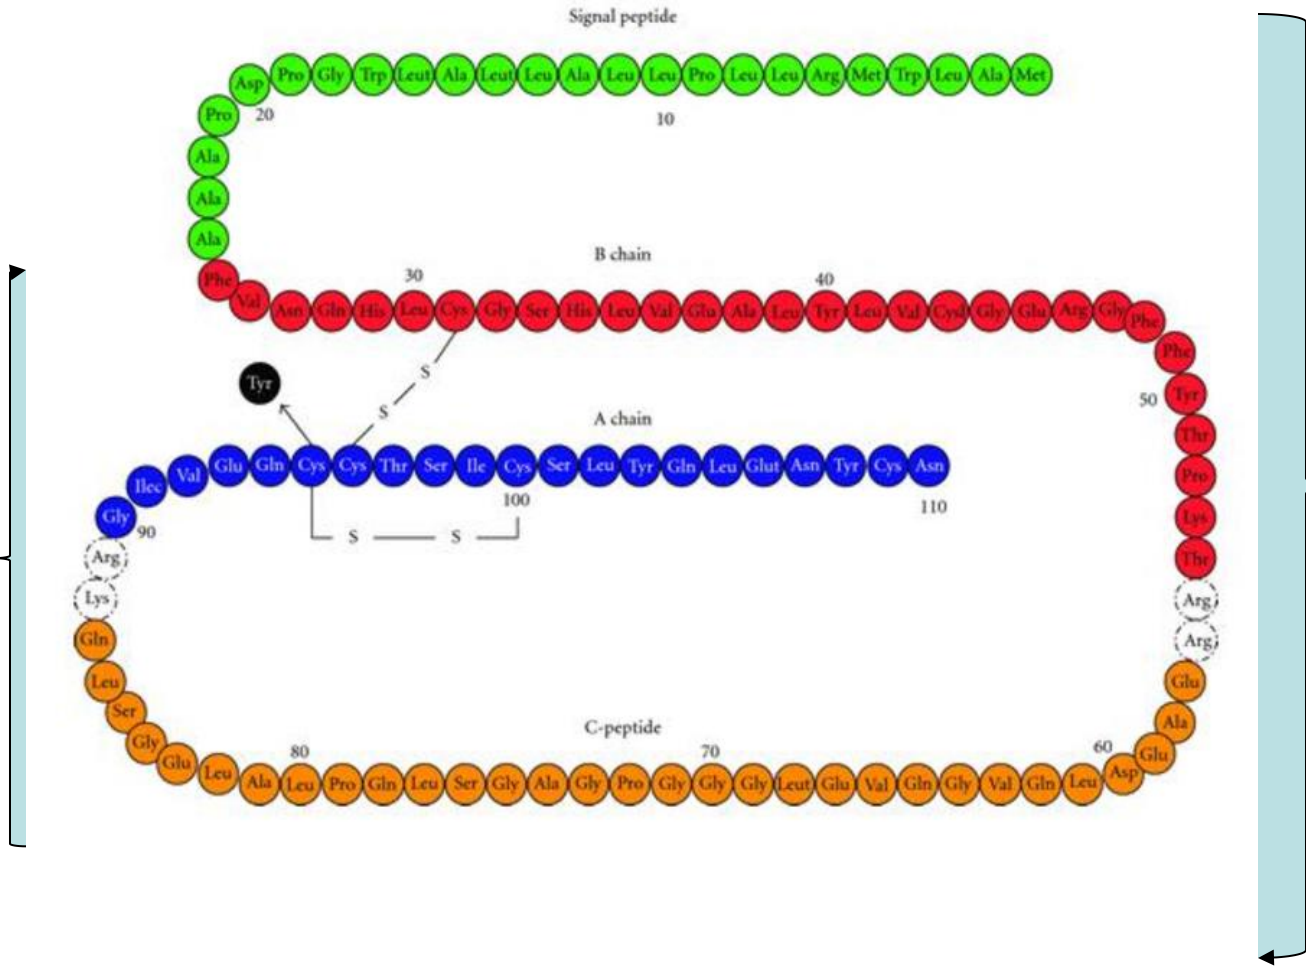 Signal peptide
Asp Pro Gly Trp Leut Ala Leut Leu Ala Leu Leu Pro Leu Leu Arg Met Trp Leu Ala Met
Pro 20 10
Ala
Ala
Ala
B chain
Phe 30 40
Val Asn Gln His Leu Cys Gly Ser His Leu Val Glu Ala Leu Tyr Leu Val Cysl Gly Glu Arg Gly Phe
Phe
S
Tyr 50 Tyr
S
A chain
Thr
Ilec Val Glu Gln Cys Cys Thr Ser Ile Cys Ser Leu Tyr Gln Leu Glut Asn Tyr Cys Asn Pro
100 110
Gly 90 Lys
S S
Arg Thr
Lys Arg
Gln Arg
Leu Glu
Ser Ala
C-peptide
Gly 80 70 60 Glu
Glu Leu Ala Leu Pro Gln Leu Ser Gly Ala Gly Pro Gly Gly Gly Leut Glu Val Gln Gly Val Gln Leu Asp